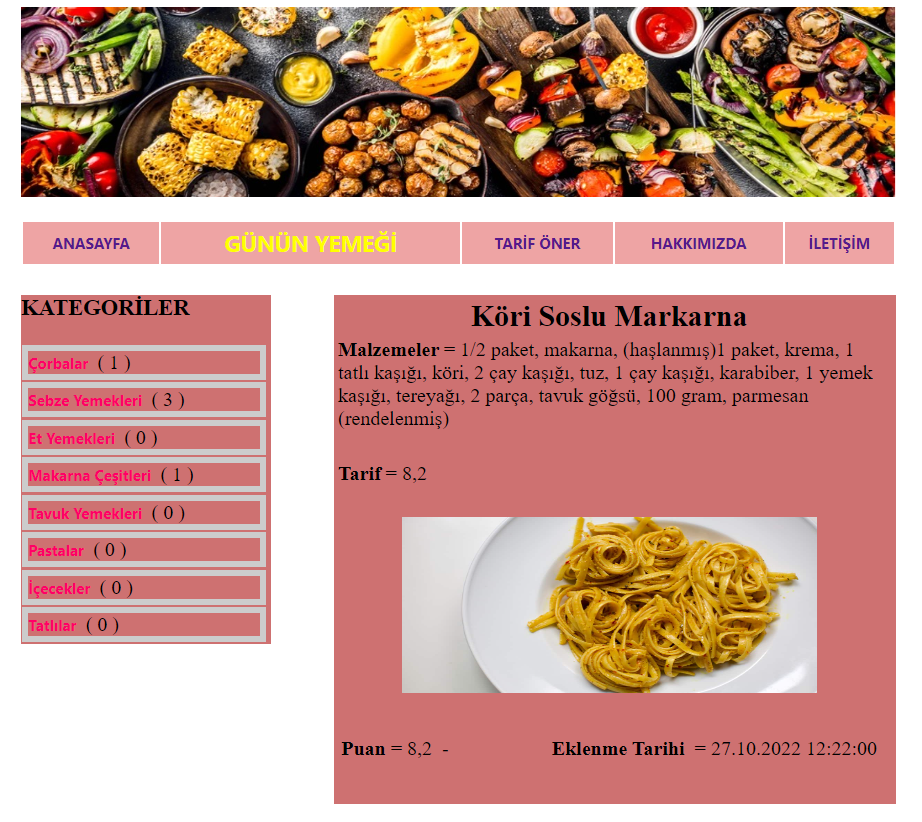 ANASAYFA GÜNÜN YEMEĞİ TARİF ÖNER HAKKIMIZDA İLETİŞİM
KATEGORİLER
Çorbalar ( 1 )
Sebze Yemekleri ( 3 )
Et Yemekleri ( 0 )
Makarna Çeşitleri ( 1 )
Tavuk Yemekleri ( 0 )
Pastalar ( 0 )
İçecekler ( 0 )
Tatlılar ( 0 )
Köri Soslu Markarna
Malzemeler = 1/2 paket, makarna, (haşlanmış)1 paket, krema, 1
tatlı kaşığı, köri, 2 çay kaşığı, tuz, 1 çay kaşığı, karabiber, 1 yemek
kaşığı, tereyağı, 2 parça, tavuk göğsü, 100 gram, parmesan
(rendelenmiş)
Tarif = 8,2
Puan = 8,2 - Eklenme Tarihi = 27.10.2022 12:22:00